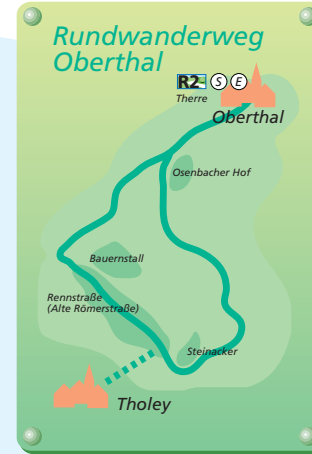 Rundwanderweg
Oberthal
R2 S E
Therre
Oberthal
Osenbacher Hof
Bauernstall
Rennstraße
(Alte Römerstraße)
Steinacker
Tholey